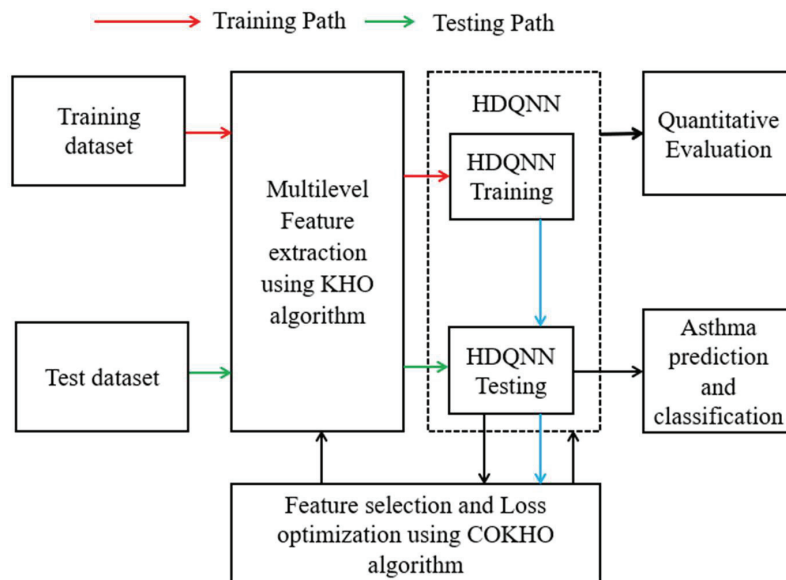 Training Path
Testing Path
Training
dataset
Multilevel
Feature
extraction
using KHO
algorithm
HDQNN
HDQNN
Training
Quantitative
Evaluation
Test dataset
HDQNN
Testing
Asthma
prediction
and
classification
Feature selection and Loss
optimization using COKHO
algorithm